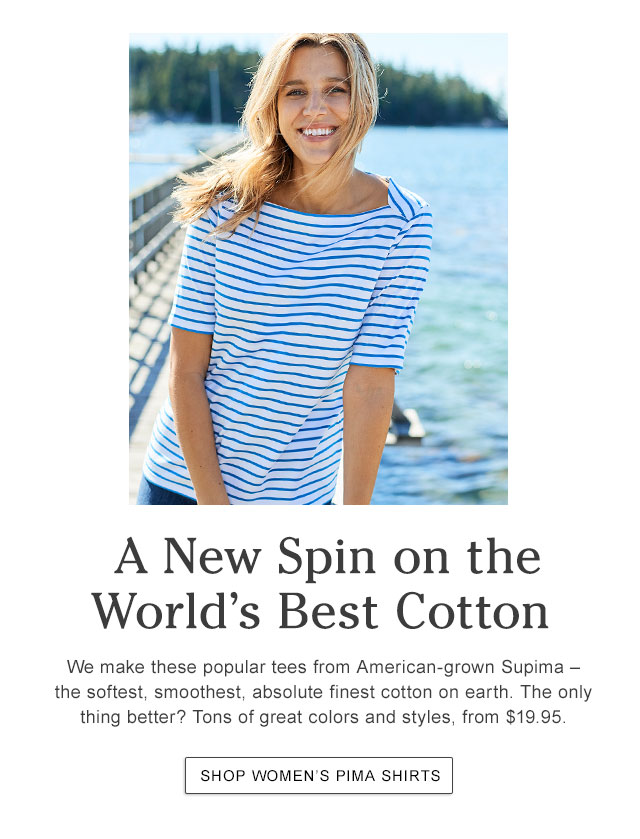 A New Spin on the
World’s Best Cotton
We make these popular tees from American-grown Supima –
the softest, smoothest, absolute finest cotton on earth. The only
thing better? Tons of great colors and styles, from $19.95.
SHOP WOMEN'S PIMA SHIRTS